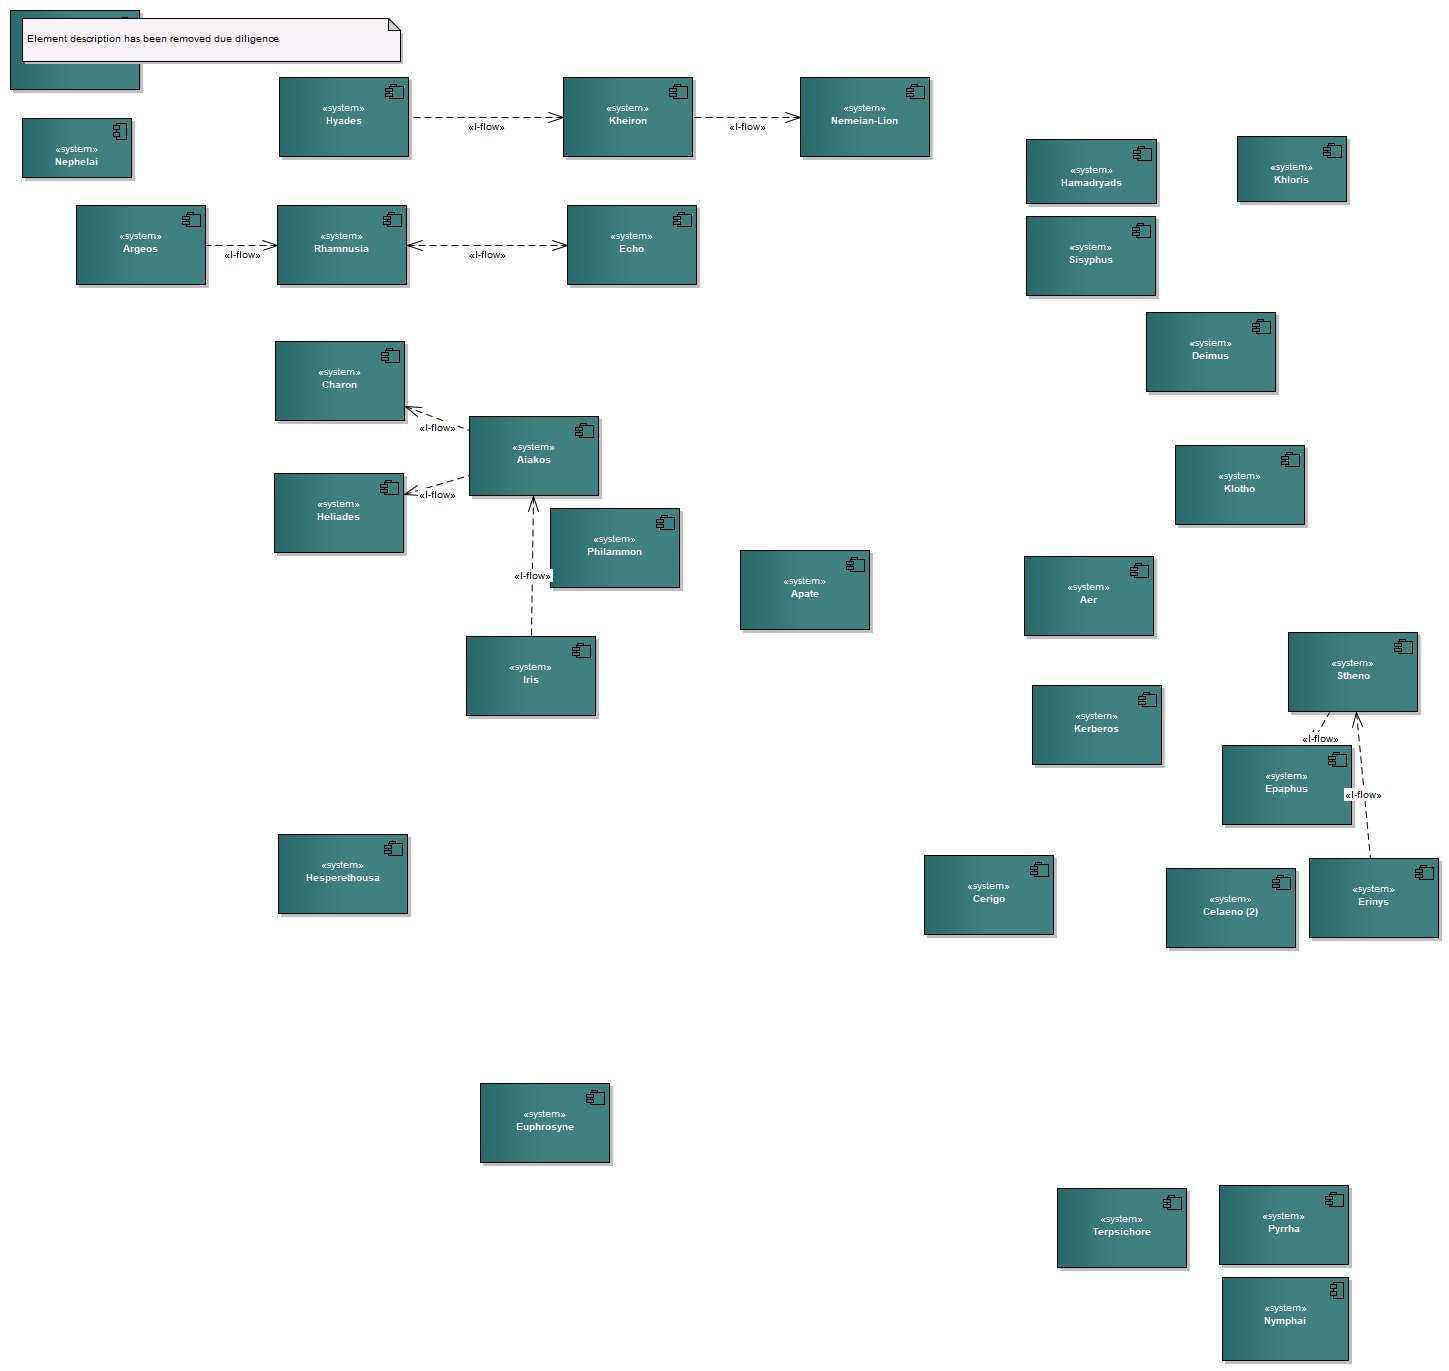 Element description has been removed due diligence
«system»
Hyades
«I-flow»
«system»
Kheiron
«I-flow»
«system»
Nemeian-Lion
«system»
Nephelai
«system»
Hamadryads
«system»
Khloris
«system»
Argeos
«I-flow»
«system»
Rhamnusia
«I-flow»
«system»
Echo
«system»
Sisyphus
«system»
Deimus
«system»
Charon
«I-flow»
«system»
Aiakos
«system»
Klotho
«system»
Heliades
«I-flow»
«system»
Philammon
«I-flow»
«system»
Apate
«system»
Aer
«system»
Iris
«system»
Stheno
«system»
Kerberos
«I-flow»
«system»
Epaphus
«I-flow»
«system»
Hesperethousa
«system»
Cerigo
«system»
Celaeno (2)
«system»
Erinys
«system»
Euphrosyne
«system»
Terpsichore
«system»
Pyrrha
«system»
Nymphai